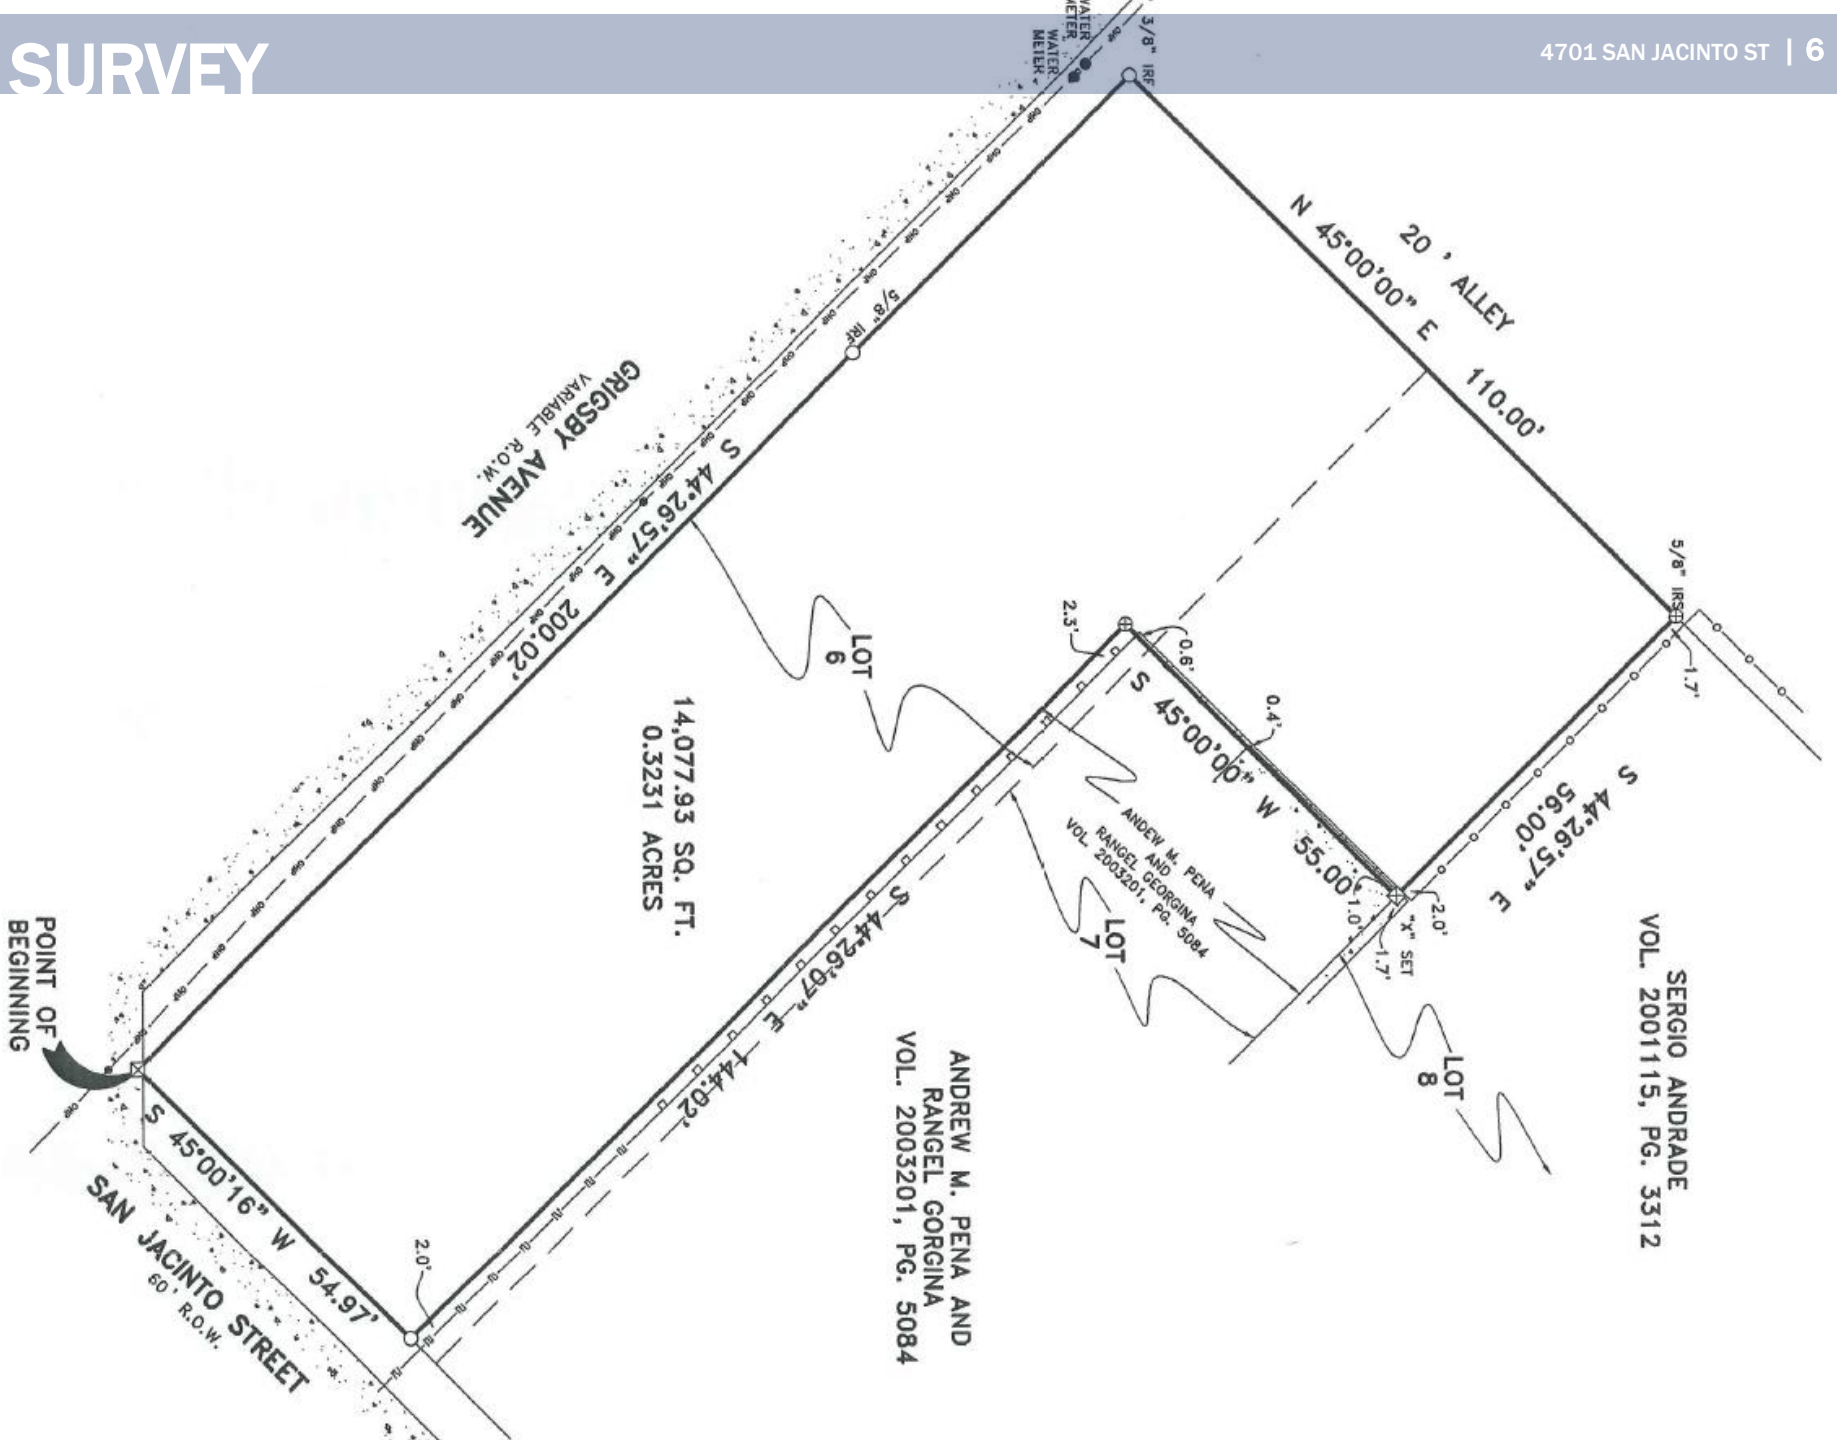 SURVEY
4701 SAN JACINTO ST | 6
WATER
METER
WATER
METER
3/8" IRF
20' ALLEY
N 45°00'00" E 110.00'
5/8" IRF
GRIGSBY AVENUE
VARIABLE R.O.W.
S 44°26'57" E 200.02'
5/8" IRS
1.7'
LOT
6
2.3'
0.6'
0.4'
S 45°00'00" W 55.00'
S 44°26'57" E
56.00'
1.0'
2.0'
"X" SET
1.7'
ANDEW M. PENA
AND
RANGEL GEORGINA
VOL. 2003201, PG. 5084
LOT
7
LOT
8
SERGIO ANDRADE
VOL. 2001115, PG. 3312
14,077.93 SQ. FT.
0.3231 ACRES
S 44°26'07" E 144.02'
ANDREW M. PENA AND
RANGEL GORGINA
VOL. 2003201, PG. 5084
POINT OF
BEGINNING
S 45°00'16" W 54.97'
2.0'
SAN JACINTO STREET
60' R.O.W.